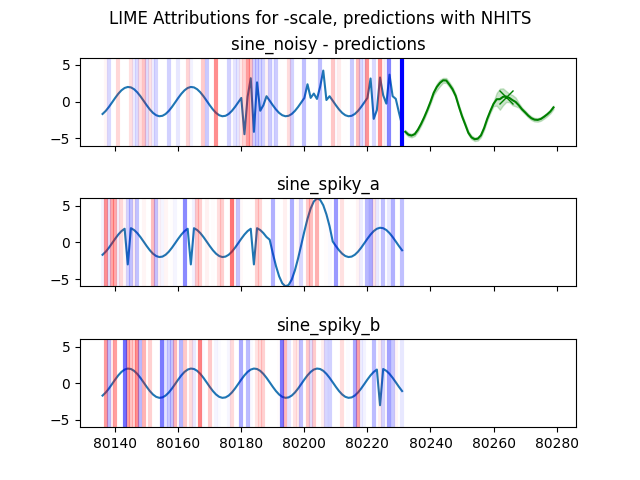 LIME Attributions for -scale, predictions with NHITS
sine_noisy - predictions
5
0
−5
sine_spiky_a
5
0
−5
sine_spiky_b
5
0
−5
80140 80160 80180 80200 80220 80240 80260 80280